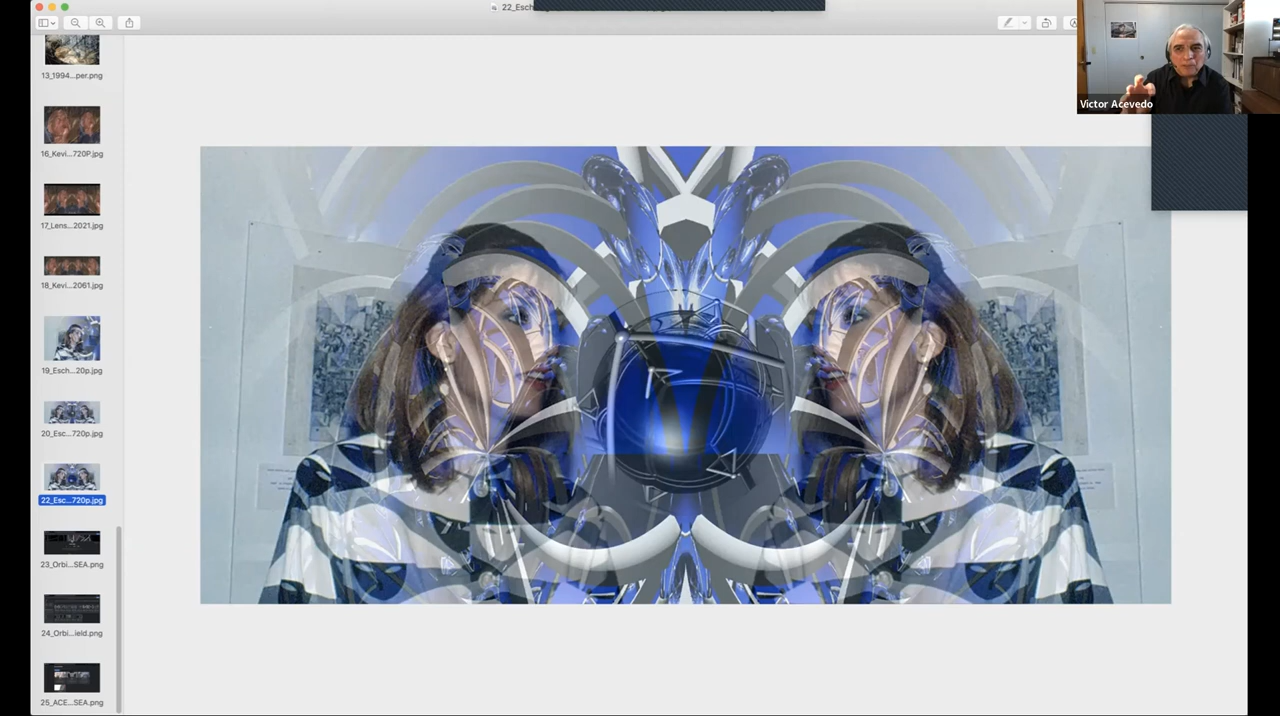 22_Esch
13_1994...per.png
16_Kevi...720P.jpg
17_Lens...2021.jpg
18_Kevi...2061.jpg
19_Esch...20p.jpg
20_Esc...720p.jpg
22_Esc...720p.jpg
23_Orbi...SEA.png
24_Orbi...ield.png
25_ACE...SEA.png
Victor Acevedo